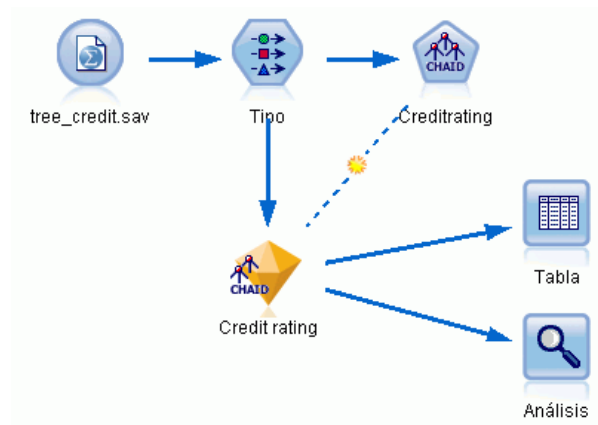 CHAID
tree_credit.sav
Tipo
Creditrating
CHAID
Credit rating
Tabla
Análisis